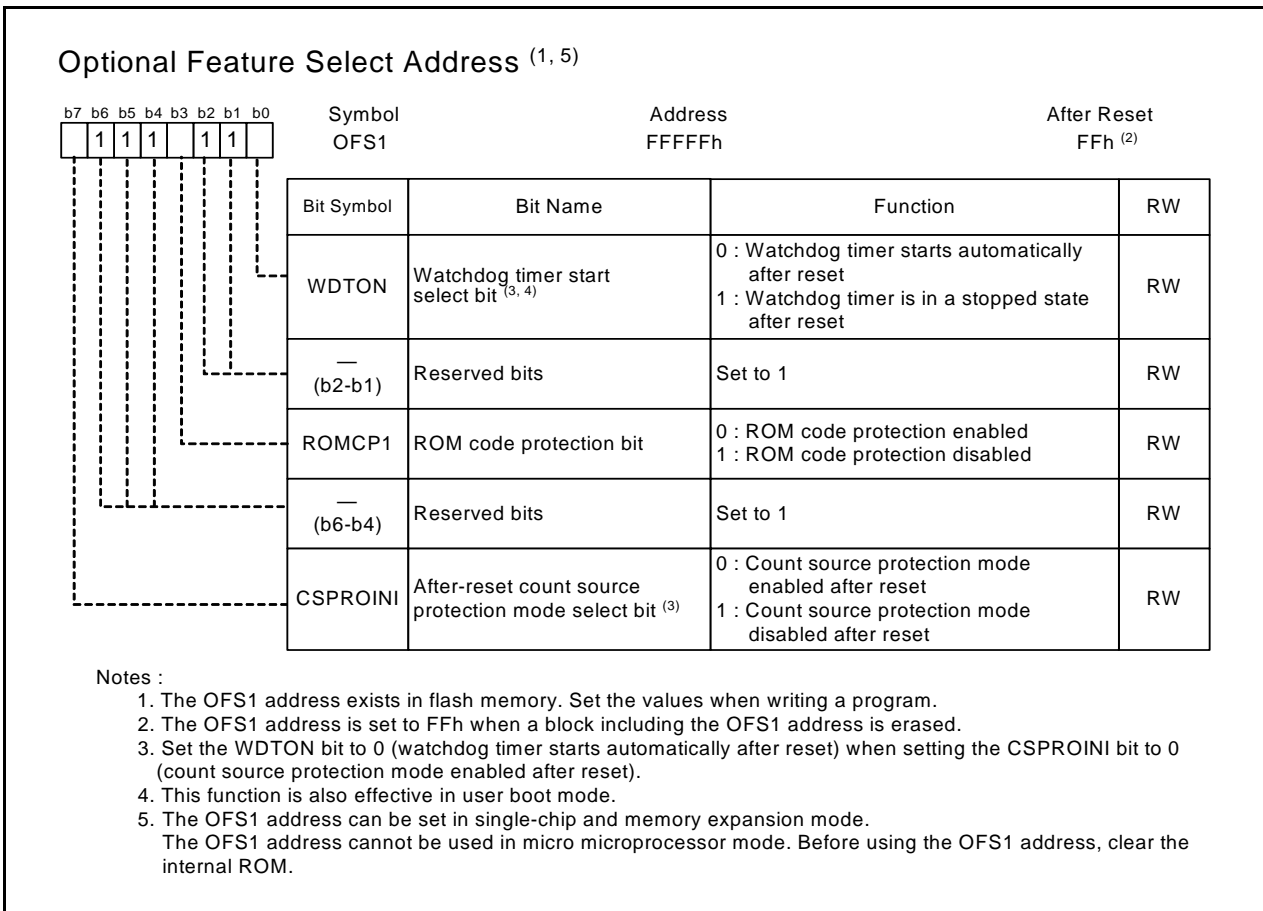 Optional Feature Select Address (1, 5)
b7 b6 b5 b4 b3 b2 b1 b0
1 1 1 1 1
Symbol Address After Reset
OFS1 FFFFFh FFh (2)
Bit Symbol Bit Name Function RW
WDTON
Watchdog timer start
select bit (3, 4)
0 : Watchdog timer starts automatically
after reset
1 : Watchdog timer is in a stopped state
after reset
RW
—
(b2-b1)
Reserved bits
Set to 1
RW
ROMCP1
ROM code protection bit
0 : ROM code protection enabled
1 : ROM code protection disabled
RW
—
(b6-b4)
Reserved bits
Set to 1
RW
CSPROINI
After-reset count source
protection mode select bit (3)
0 : Count source protection mode
enabled after reset
1 : Count source protection mode
disabled after reset
RW
Notes :
1. The OFS1 address exists in flash memory. Set the values when writing a program.
2. The OFS1 address is set to FFh when a block including the OFS1 address is erased.
3. Set the WDTON bit to 0 (watchdog timer starts automatically after reset) when setting the CSPROINI bit to 0
(count source protection mode enabled after reset).
4. This function is also effective in user boot mode.
5. The OFS1 address can be set in single-chip and memory expansion mode.
The OFS1 address cannot be used in micro microprocessor mode. Before using the OFS1 address, clear the
internal ROM.